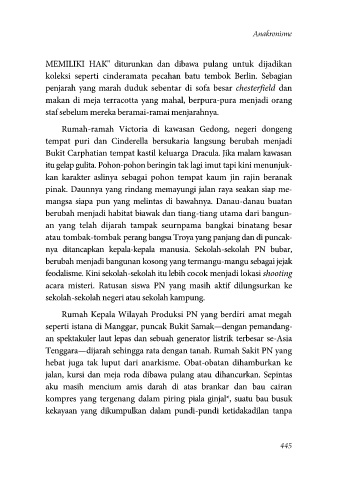 Anakronisme
MEMILIKI HAK” diturunkan dan dibawa pulang untuk dijadikan
koleksi seperti cinderamata pecahan batu tembok Berlin. Sebagian
penjarah yang marah duduk sebentar di sofa besar chesterfield dan
makan di meja terracotta yang mahal, berpura-pura menjadi orang
staf sebelum mereka beramai-ramai menjarahnya.
Rumah-ramah Victoria di kawasan Gedong, negeri dongeng
tempat puri dan Cinderella bersukaria langsung berubah menjadi
Bukit Carphatian tempat kastil keluarga Dracula. Jika malam kawasan
itu gelap gulita. Pohon-pohon beringin tak lagi imut tapi kini menunjuk-
kan karakter aslinya sebagai pohon tempat kaum jin rajin beranak
pinak. Daunnya yang rindang memayungi jalan raya seakan siap me-
mangsa siapa pun yang melintas di bawahnya. Danau-danau buatan
berubah menjadi habitat biawak dan tiang-tiang utama dari bangun-
an yang telah dijarah tampak seurnpama bangkai binatang besar
atau tombak-tombak perang bangsa Troya yang panjang dan di puncak-
nya ditancapkan kepala-kepala manusia. Sekolah-sekolah PN bubar,
berubah menjadi bangunan kosong yang termangu-mangu sebagai jejak
feodalisme. Kini sekolah-sekolah itu lebih cocok menjadi lokasi shooting
acara misteri. Ratusan siswa PN yang masih aktif dilungsurkan ke
sekolah-sekolah negeri atau sekolah kampung.
Rumah Kepala Wilayah Produksi PN yang berdiri amat megah
seperti istana di Manggar, puncak Bukit Samak—dengan pemandang-
an spektakuler laut lepas dan sebuah generator listrik terbesar se-Asia
Tenggara—dijarah sehingga rata dengan tanah. Rumah Sakit PN yang
hebat juga tak luput dari anarkisme. Obat-obatan dihamburkan ke
jalan, kursi dan meja roda dibawa pulang atau dihancurkan. Sepintas
aku masih mencium amis darah di atas brankar dan bau cairan
kompres yang tergenang dalam piring piala ginjal*, suatu bau busuk
kekayaan yang dikumpulkan dalam pundi-pundi ketidakadilan tanpa
445